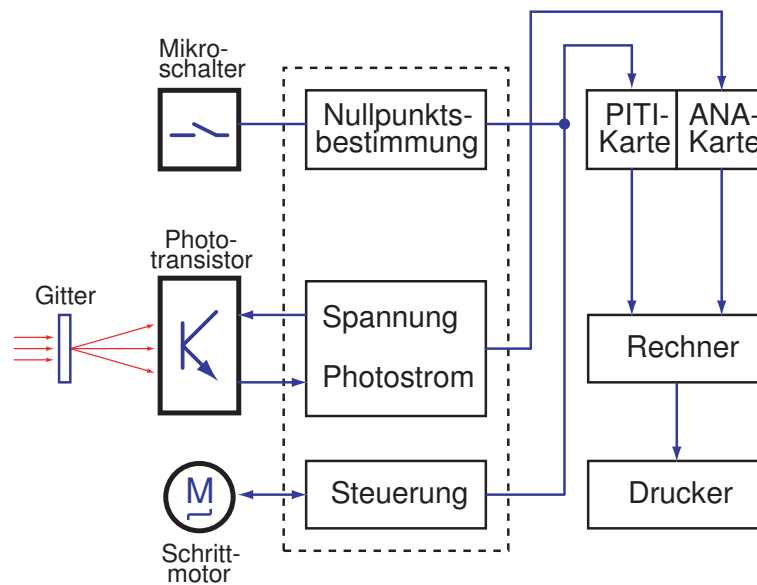 Mikro-
schalter
Nullpunkts-
bestimmung
PITI-
Karte
ANA-
Karte
Photo-
transistor
Gitter
Spannung
Photostrom
Rechner
M
Steuerung
Drucker
Schritt-
motor